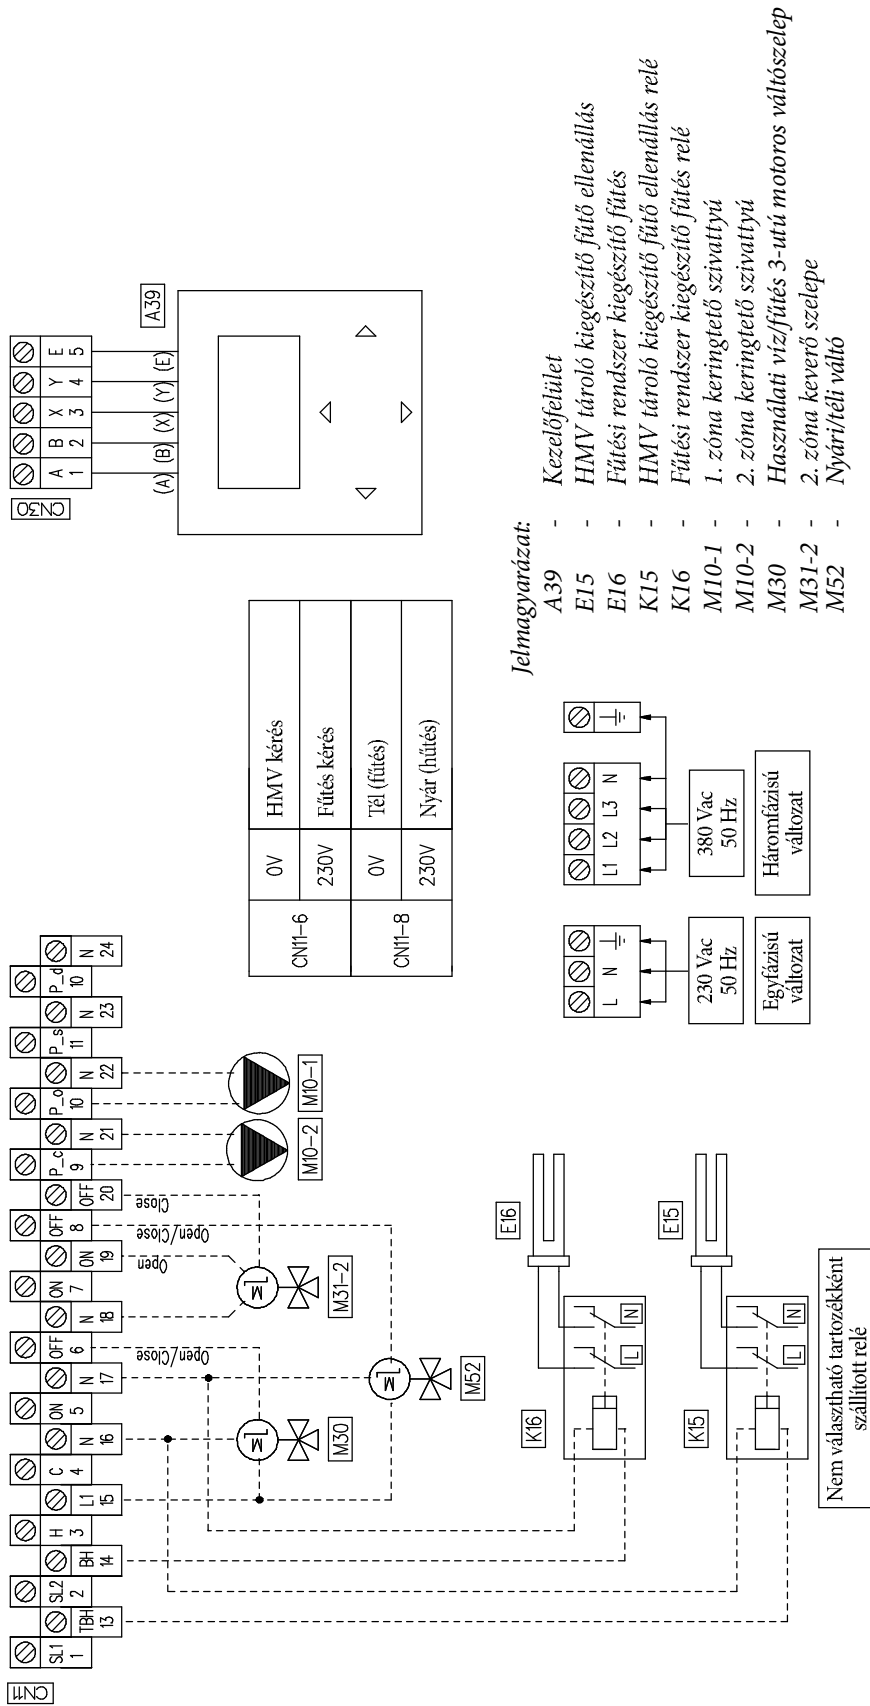 CN11
SL1 1
TBH 13
SL2 2
BH 14
H 3
L1 15
C 4
N 16
ON 5
N 17
OFF 6
N 18
ON 7
ON 19
OFF 8
OFF 20
P_c 9
N 21
P_o 10
N 22
P_s 11
N 23
P_d 10
N 24
Open/Close
Open
Open/Close
Close
M
M30
M
M31-2
M
M52
M10-2
M10-1
K16
L
N
E16
K15
L
N
E15
Nem választható tartozékként
szállított relé
CN30
A 1
B 2
X 3
Y 4
E 5
(A) (B) (X) (Y) (E)
A39
CN11-6
0V HMV kérés
230V Fűtés kérés
CN11-8
0V Tél (fűtés)
230V Nyár (hűtés)
L N
230 Vac
50 Hz
Egyfázisú
változat
L1 L2 L3 N
380 Vac
50 Hz
Háromfázisú
változat
Jelmagyarázat:
A39 - Kezelőfelület
E15 - HMV tároló kiegészítő fűtő ellenállás
E16 - Fűtési rendszer kiegészítő fűtés
K15 - HMV tároló kiegészítő fűtő ellenállás relé
K16 - Fűtési rendszer kiegészítő fűtés relé
M10-1 - 1. zóna keringtető szivattyú
M10-2 - 2. zóna keringtető szivattyú
M30 - Használati víz/fűtés 3-utú motoros váltószelep
M31-2 - 2. zóna keverő szelepe
M52 - Nyári/téli váltó